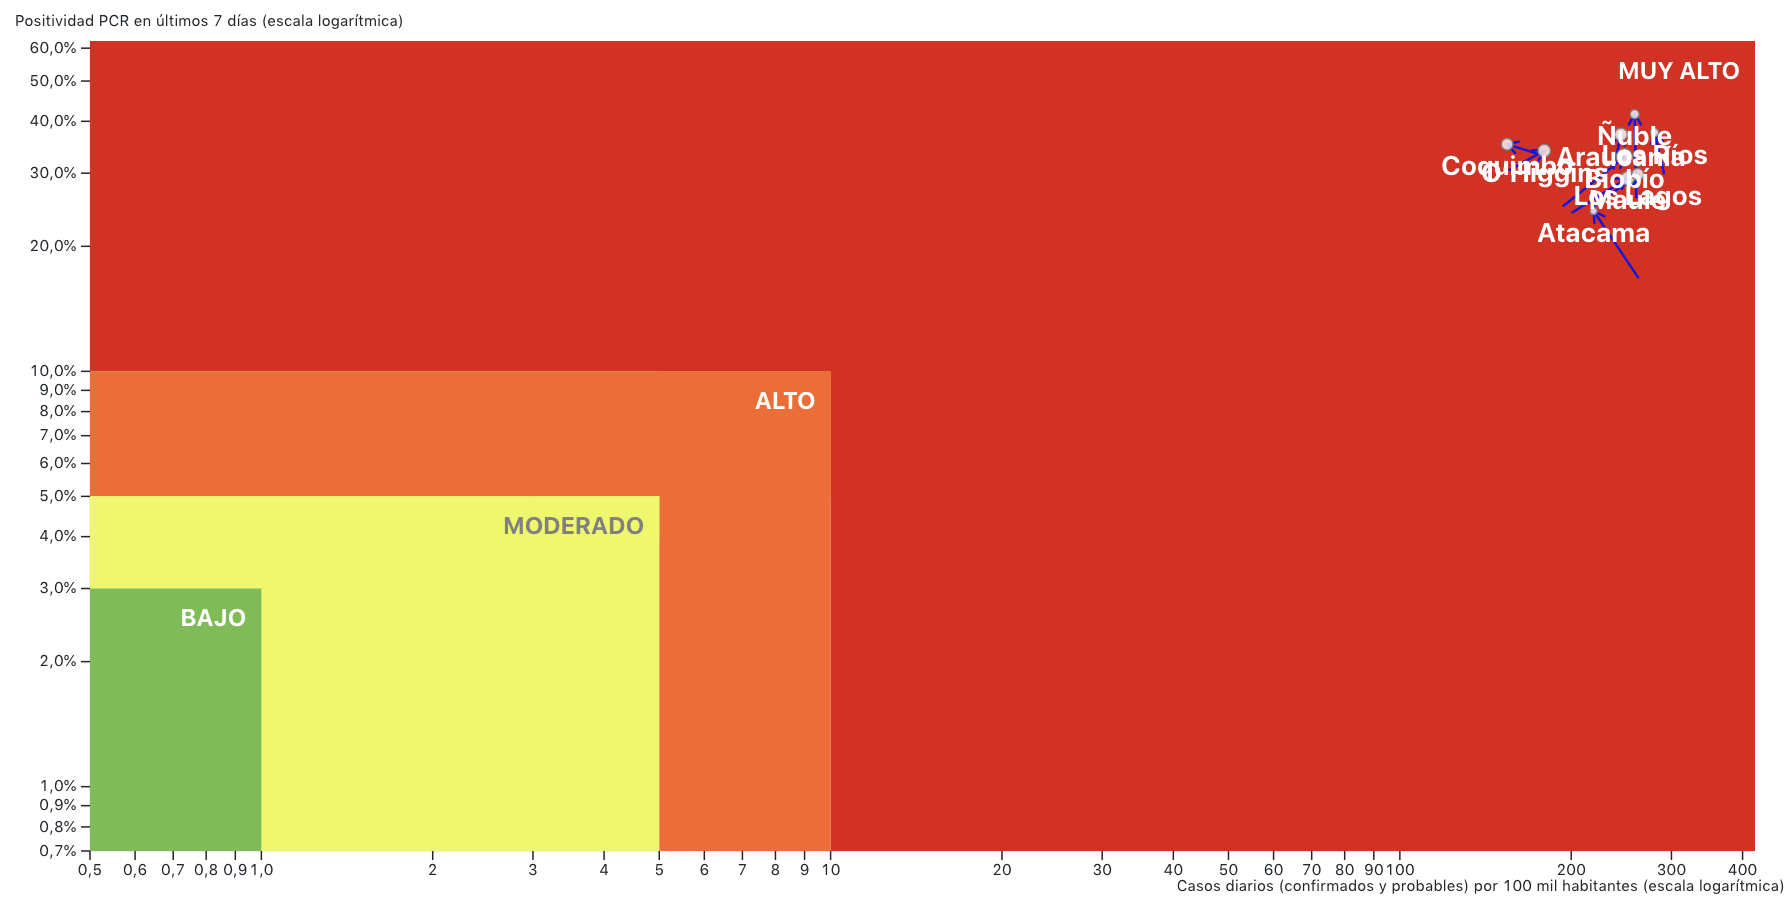 Positividad PCR en últimos 7 días (escala logarítmica)
60,0%
50,0%
40,0%
30,0%
20,0%
10,0%
9,0%
8,0%
7,0%
6,0%
5,0%
4,0%
3,0%
2,0%
1,0%
0,9%
0,8%
0,7%
MUY ALTO
Ñuble
Araucanía
Los Ríos
Coquimbo
O'Higgins
Biobío
Los Lagos
Maule
Atacama
ALTO
MODERADO
BAJO
0,5 0,6 0,7 0,8 0,9 1,0 2 3 4 5 6 7 8 9 10 20 30 40 50 60 70 80 90 100 200 300 400
Casos diarios (confirmados y probables) por 100 mil habitantes (escala logarítmica)